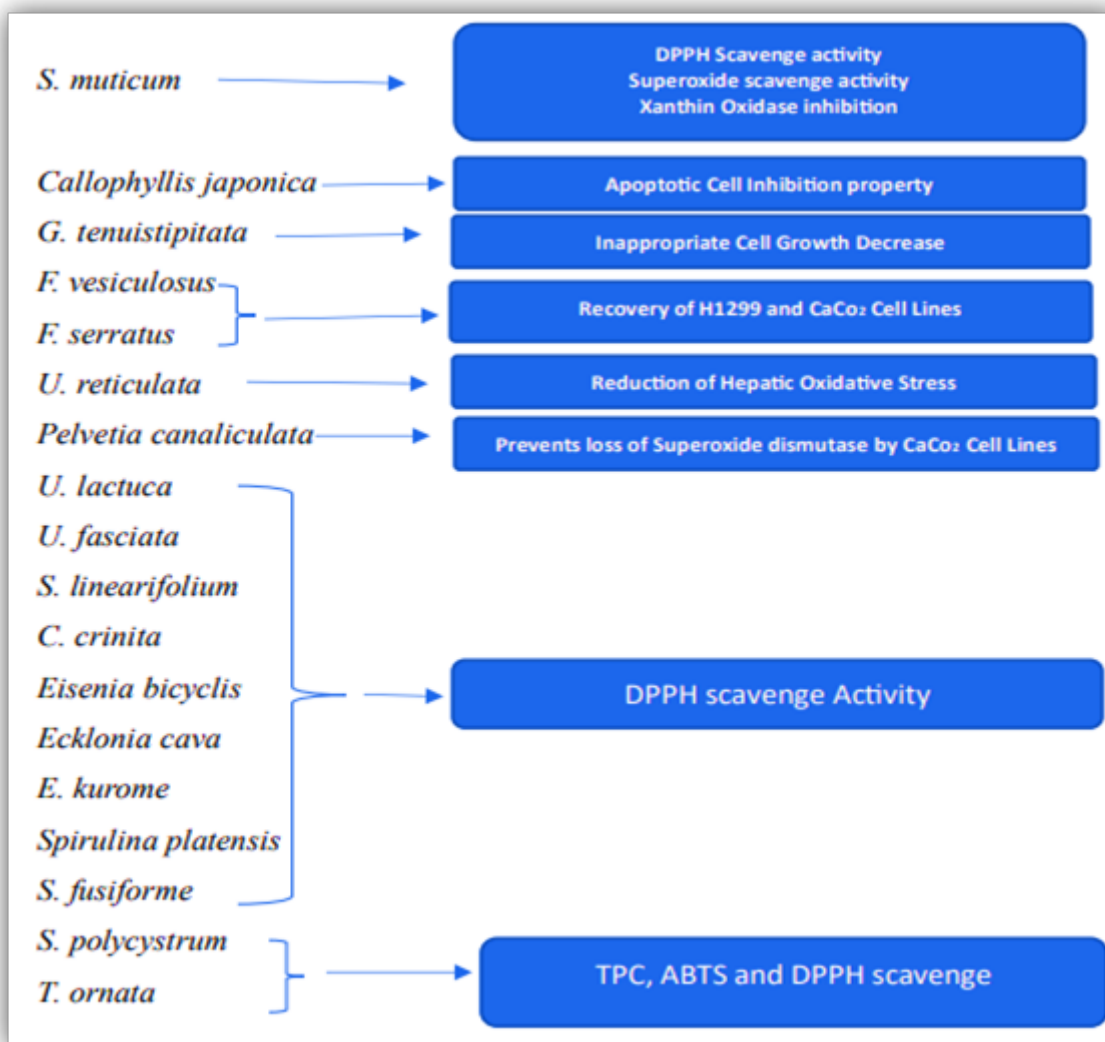 S. muticum
DPPH Scavenge activity
Superoxide scavenge activity
Xanthin Oxidase inhibition
Callophyllis japonica
Apoptotic Cell Inhibition property
G. tenuistipitata
Inappropriate Cell Growth Decrease
F. vesiculosus
F. serratus
Recovery of H1299 and CaCo₂ Cell Lines
U. reticulata
Reduction of Hepatic Oxidative Stress
Pelvetia canaliculata
Prevents loss of Superoxide dismutase by CaCo₂ Cell Lines
U. lactuca
U. fasciata
S. linearifolium
C. crinita
Eisenia bicyclis
Ecklonia cava
E. kurome
Spirulina platensis
S. fusiforme
DPPH scavenge Activity
S. polycystrum
T. ornata
TPC, ABTS and DPPH scavenge